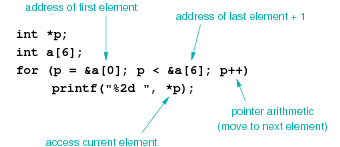 address of first element
address of last element + 1
int *p;
int a[6];
for (p = &a[0]; p < &a[6]; p++)
printf("%2d ", *p);
pointer arithmetic
(move to next element)
access current element